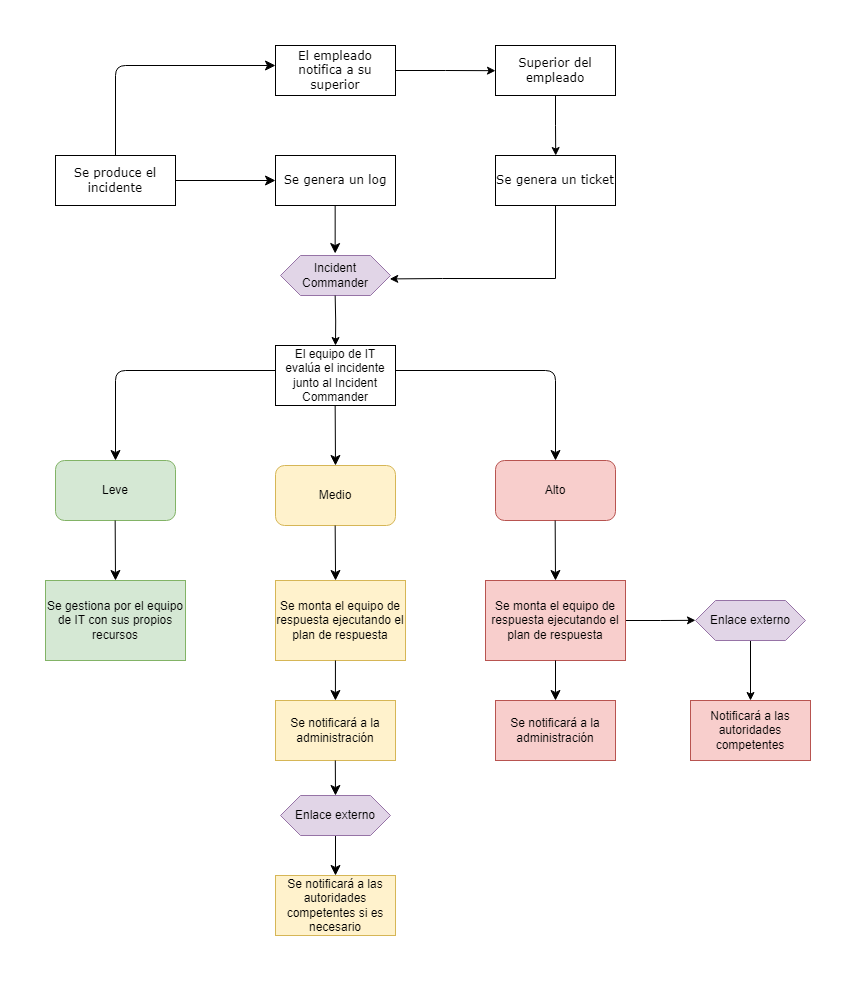 El empleado
notifica a su
superior
Superior del
empleado
Se produce el
incidente
Se genera un log
Se genera un ticket
Incident
Commander
El equipo de IT
evalúa el incidente
junto al Incident
Commander
Leve
Medio
Alto
Se gestiona por el equipo
de IT con sus propios
recursos
Se monta el equipo de
respuesta ejecutando el
plan de respuesta
Se monta el equipo de
respuesta ejecutando el
plan de respuesta
Enlace externo
Se notificará a la
administración
Se notificará a la
administración
Notificará a las
autoridades
competentes
Enlace externo
Se notificará a las
autoridades
competentes si es
necesario